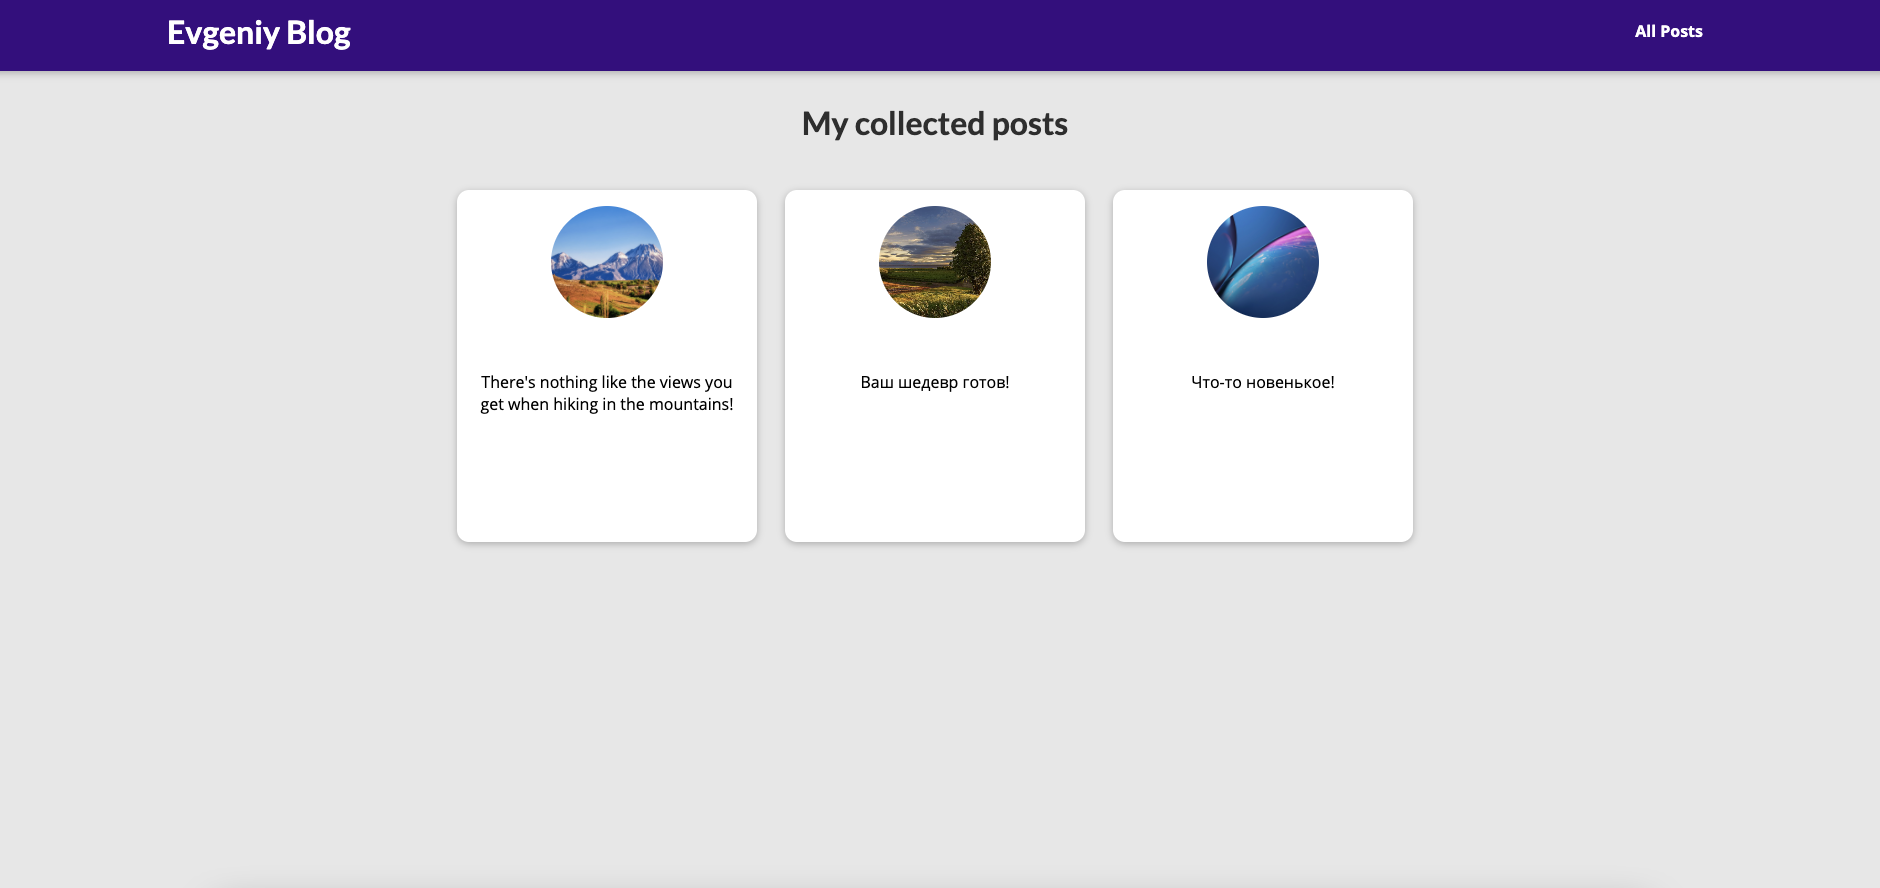 Evgeniy Blog
All Posts
My collected posts
There's nothing like the views you
get when hiking in the mountains!
Ваш шедевр готов!
Что-то новенькое!